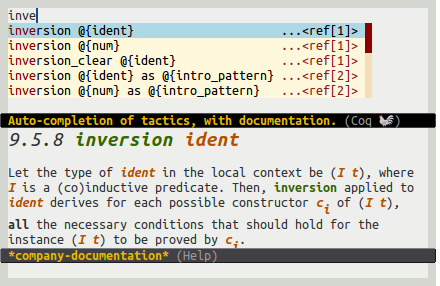 inve
inversion @{ident} ...<ref[1]>
inversion @{num} ...<ref[1]>
inversion_clear @{ident} ...<ref[1]>
inversion @{ident} as @{intro_pattern} ...<ref[2]>
inversion @{num} as @{intro_pattern} ...<ref[2]>
Auto-completion of tactics, with documentation. (Coq 🐓)
9.5.8 inversion ident
Let the type of ident in the local context be (I t), where
I is a (co)inductive predicate. Then, inversion applied to
ident derives for each possible constructor ci of (I t),
all the necessary conditions that should hold for the
instance (I t) to be proved by ci.
*company-documentation* (Help)